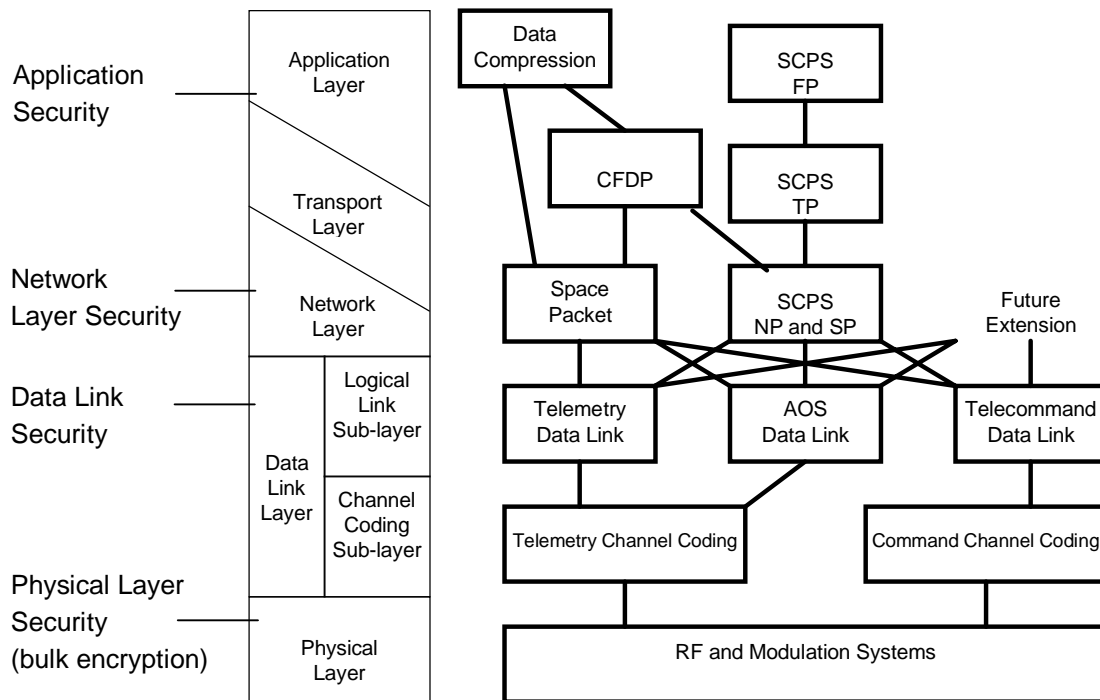 Application
Security
Network
Layer Security
Data Link
Security
Physical Layer
Security
(bulk encryption)
Application
Layer
Transport
Layer
Network
Layer
Data
Link
Layer
Logical
Link
Sub-layer
Channel
Coding
Sub-layer
Physical
Layer
Data
Compression
SCPS
FP
CFDP
SCPS
TP
Space
Packet
SCPS
NP and SP
Future
Extension
Telemetry
Data Link
AOS
Data Link
Telecommand
Data Link
Telemetry Channel Coding
Command Channel Coding
RF and Modulation Systems